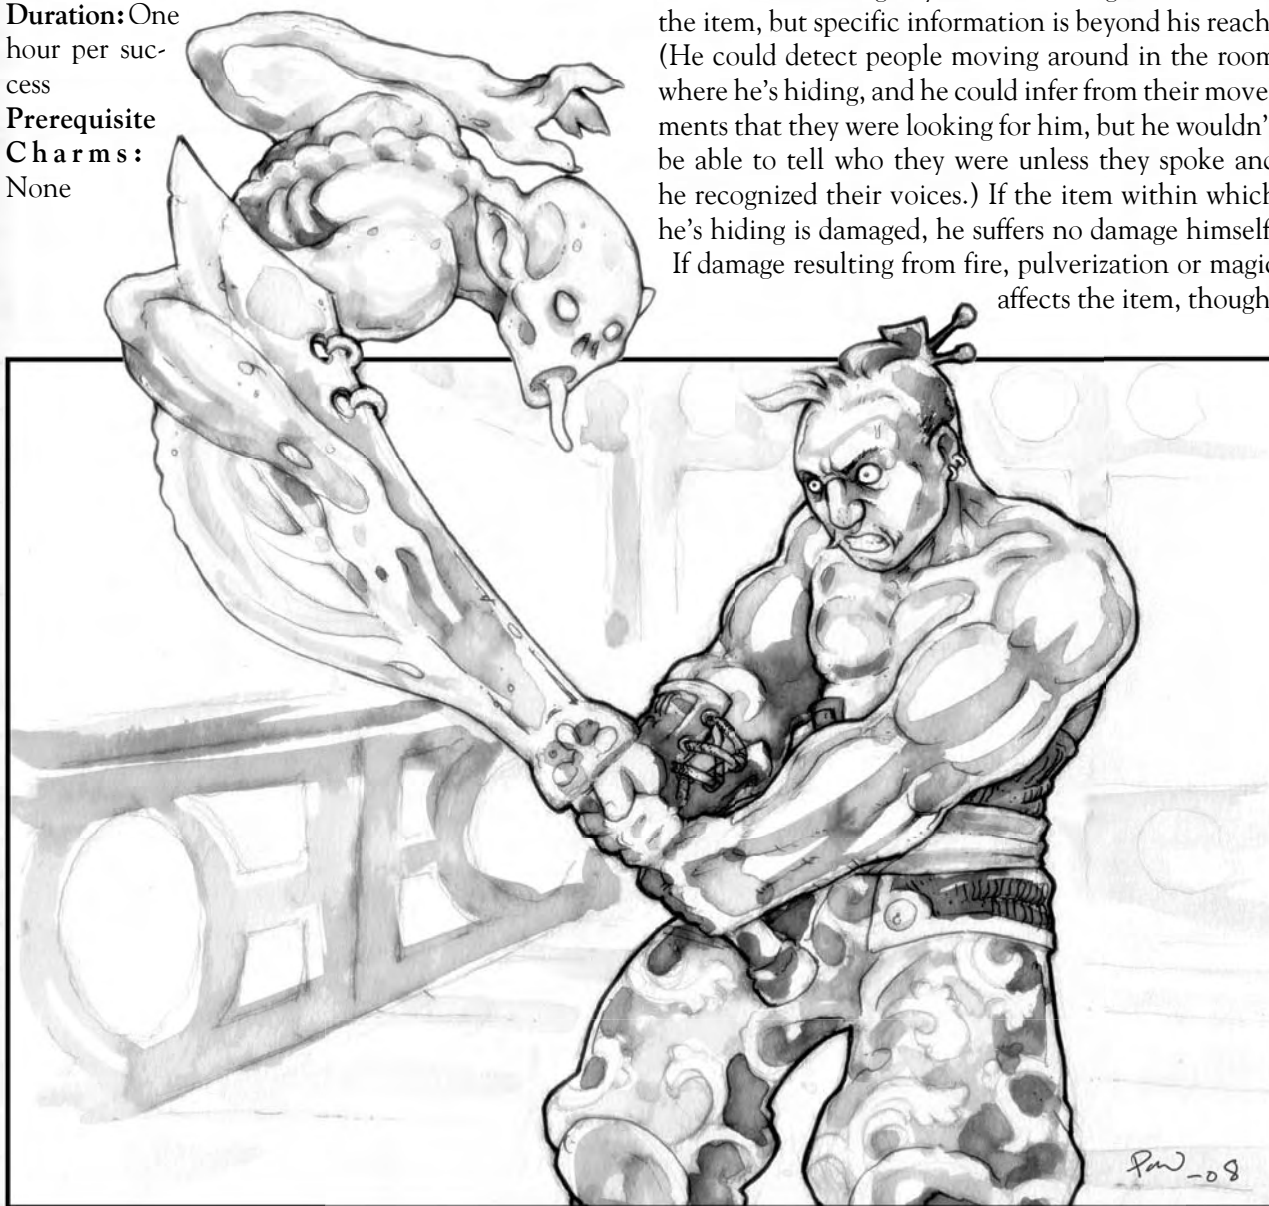 Duration: One
hour per suc-
cess
Prerequisite
Charms:
None
the item, but specific information is beyond his reach
(He could detect people moving around in the room
where he's hiding, and he could infer from their move
ments that they were looking for him, but he wouldn'
be able to tell who they were unless they spoke and
he recognized their voices.) If the item within which
he's hiding is damaged, he suffers no damage himself
If damage resulting from fire, pulverization or magic
affects the item, though
-08